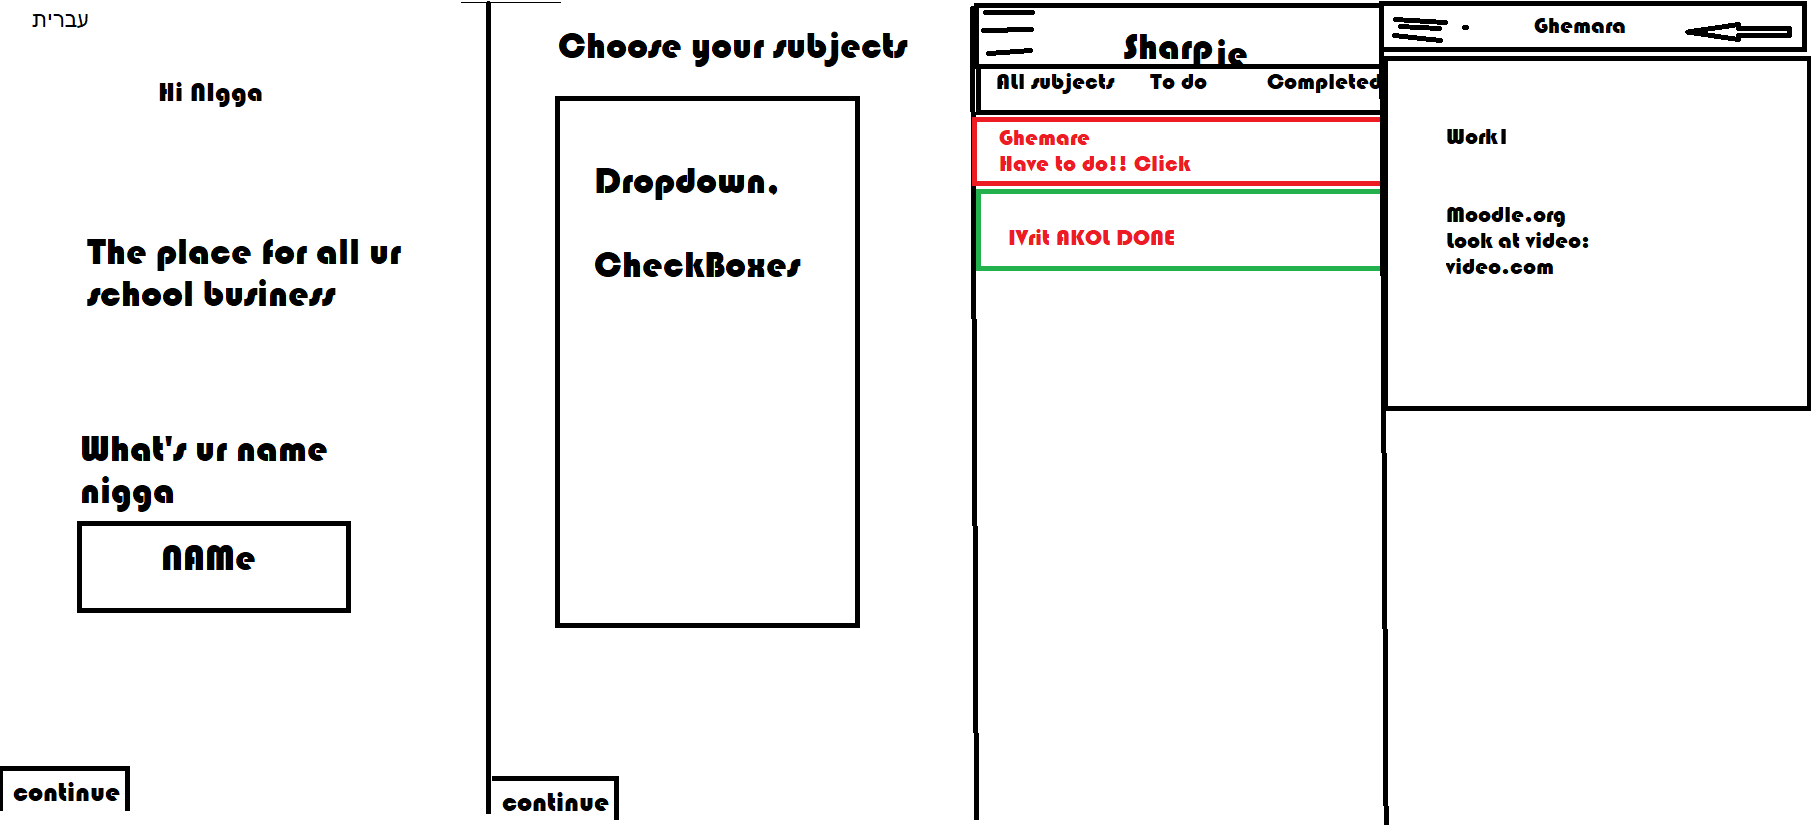 עברית
Hi NIgga
The place for all ur
school business
What's ur name
nigga
NAMe
continue
Choose your subjects
Dropdown,
CheckBoxes
continue
Sharpie
ALl subjects To do Completed
Ghemare
Have to do!! Click
IVrit AKOL DONE
Ghemara
Work1
Moodle.org
Look at video:
video.com